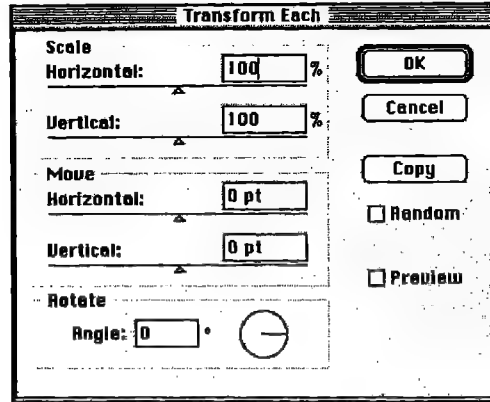 Transform Each
Scale
Horizontal: 100 %
Vertical: 100 %
Move
Horizontal: 0 pt
Vertical: 0 pt
Rotate
Angle: 0 °
OK
Cancel
Copy
Random
Preview